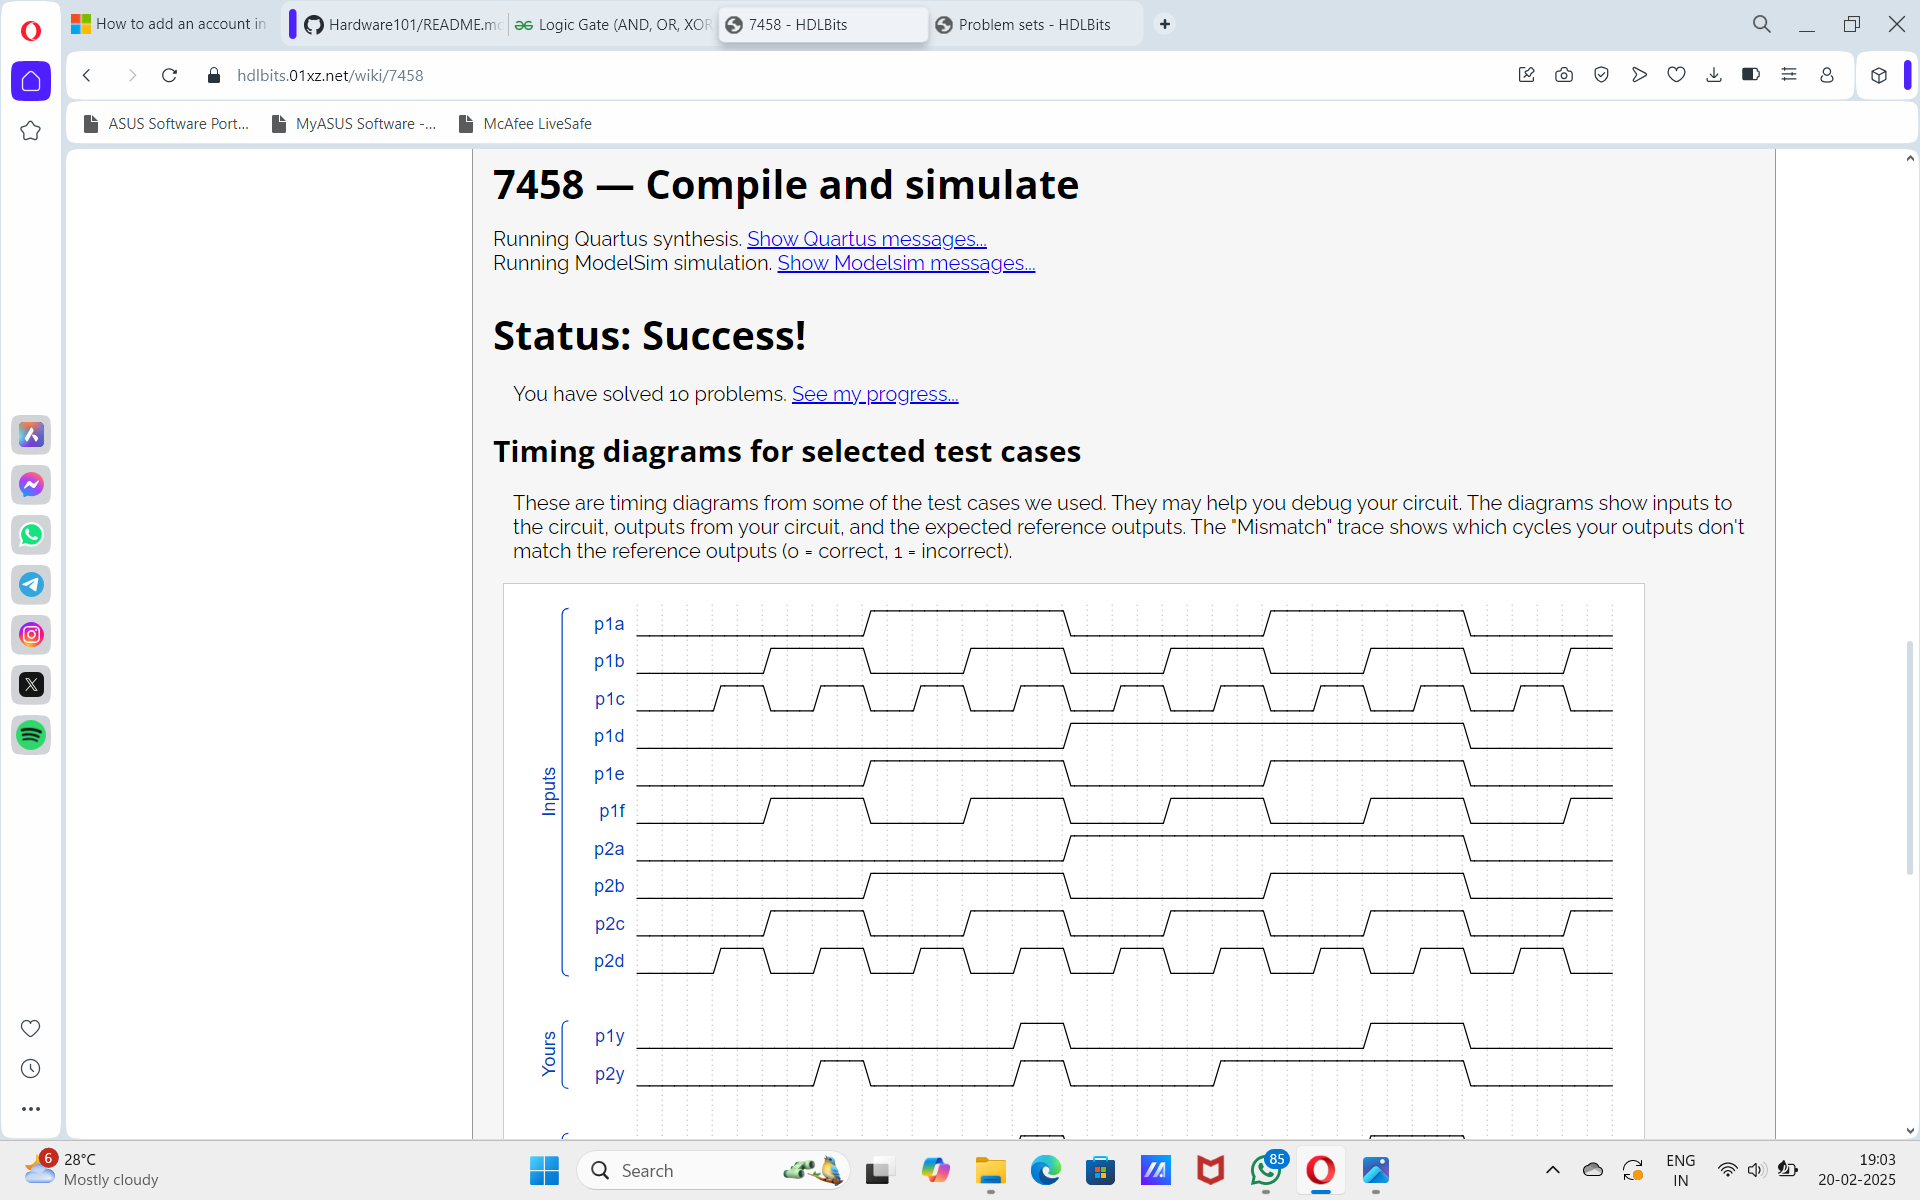 How to add an account in
Hardware101/README.m
Logic Gate (AND, OR, XOR
7458 - HDLBits
Problem sets - HDLBits
hdlbits.01xz.net/wiki/7458
ASUS Software Port...
MyASUS Software -...
McAfee LiveSafe
7458 — Compile and simulate
Running Quartus synthesis. Show Quartus messages...
Running ModelSim simulation. Show Modelsim messages...
Status: Success!
You have solved 10 problems. See my progress...
Timing diagrams for selected test cases
These are timing diagrams from some of the test cases we used. They may help you debug your circuit. The diagrams show inputs to
the circuit, outputs from your circuit, and the expected reference outputs. The "Mismatch" trace shows which cycles your outputs don't
match the reference outputs (0 = correct, 1 = incorrect).
Inputs
p1a
p1b
p1c
p1d
p1e
p1f
p2a
p2b
p2c
p2d
Yours
p1y
p2y
6
28°C
Mostly cloudy
Search
85
ENG
IN
19:03
20-02-2025